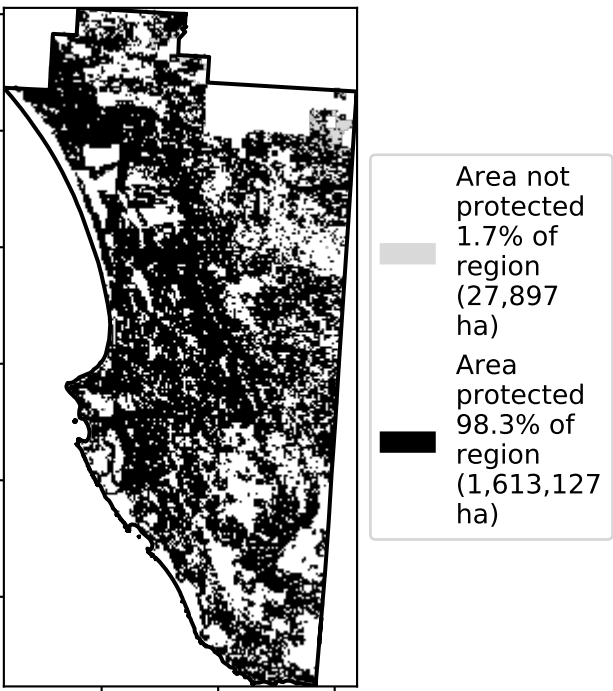 Area not
protected
1.7% of
region
(27,897
ha)
Area
protected
98.3% of
region
(1,613,127
ha)